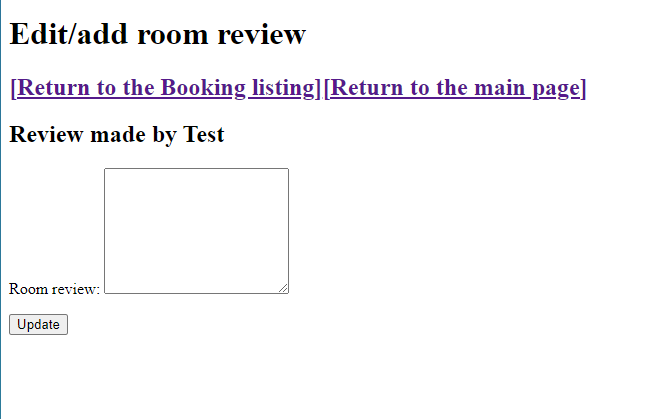 Edit/add room review
[Return to the Booking listing][Return to the main page]
Review made by Test
Room review:
Update